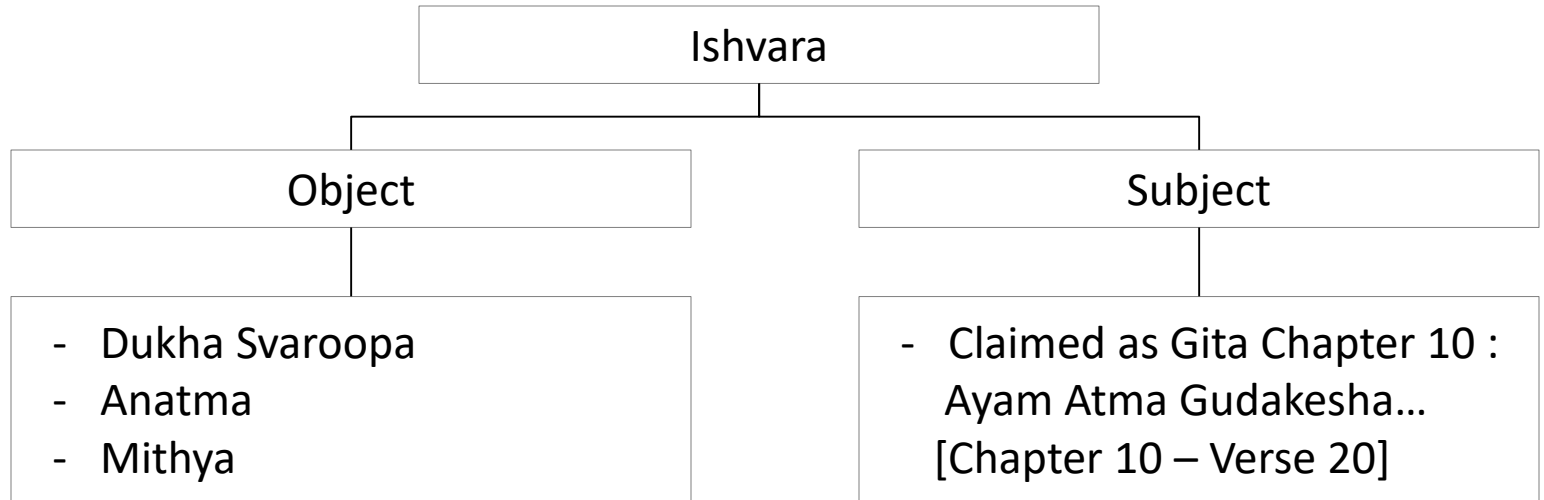 Ishvara
Object
Subject
- Dukha Svaroopa
- Anatma
- Mithya
- Claimed as Gita Chapter 10 :
Ayam Atma Gudakesha…
[Chapter 10 – Verse 20]